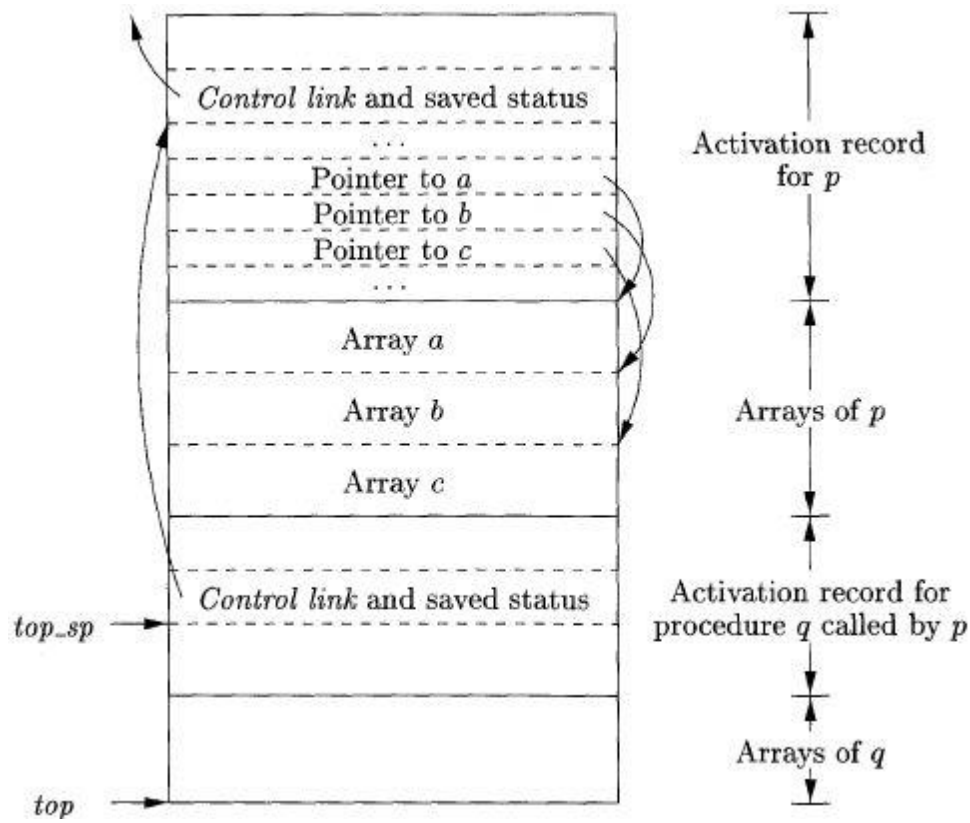 Control link and saved status
. . .
Pointer to a
Pointer to b
Pointer to c
. . .
Activation record
for p
Array a
Array b
Array c
Arrays of p
Control link and saved status
top_sp
Activation record for
procedure q called by p
Arrays of q
top